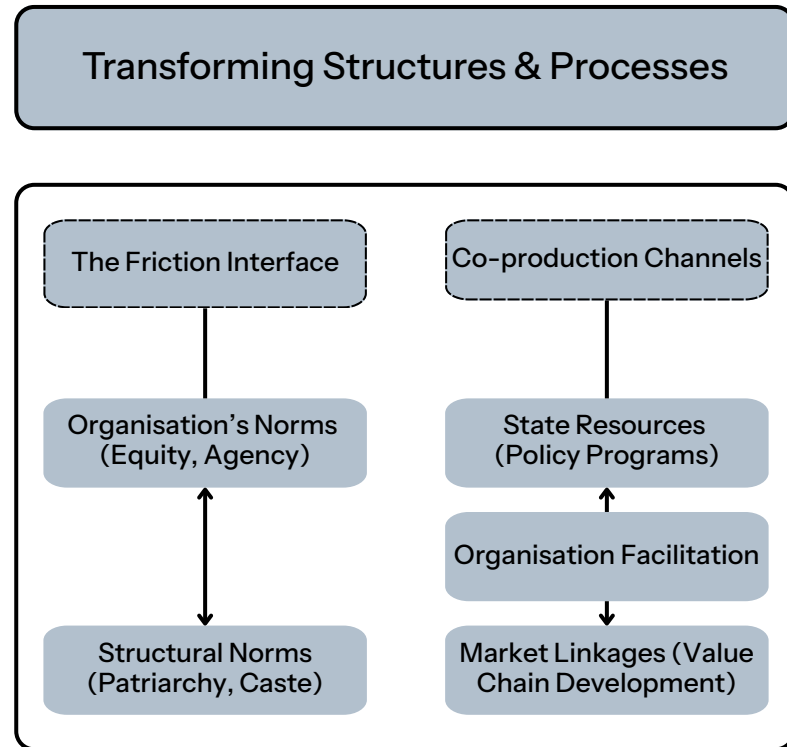 Transforming Structures & Processes
The Friction Interface
Organisation’s Norms
(Equity, Agency)
Structural Norms
(Patriarchy, Caste)
Co-production Channels
State Resources
(Policy Programs)
Organisation Facilitation
Market Linkages (Value
Chain Development)